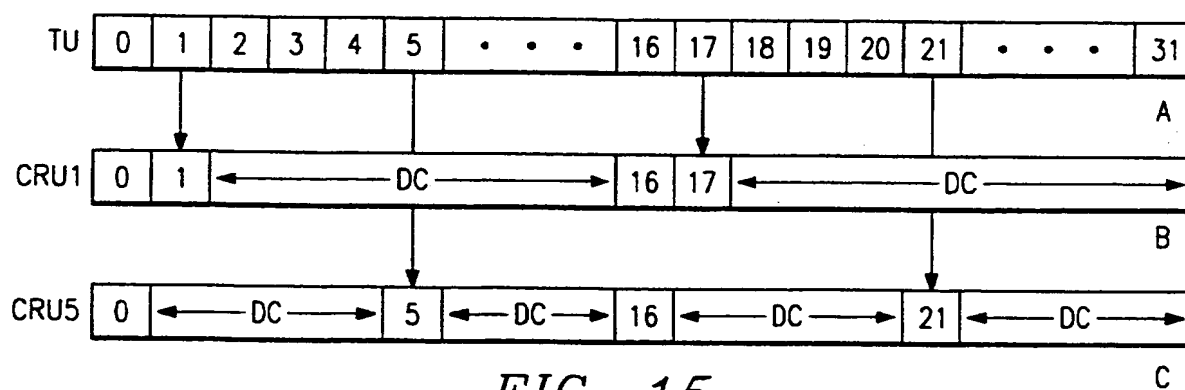 TU 0 1 2 3 4 5 • • • 16 17 18 19 20 21 • • • 31
A
CRU1 0 1 DC 16 17 DC
B
CRU5 0 DC 5 DC 16 DC 21 DC
C
FIG. 15